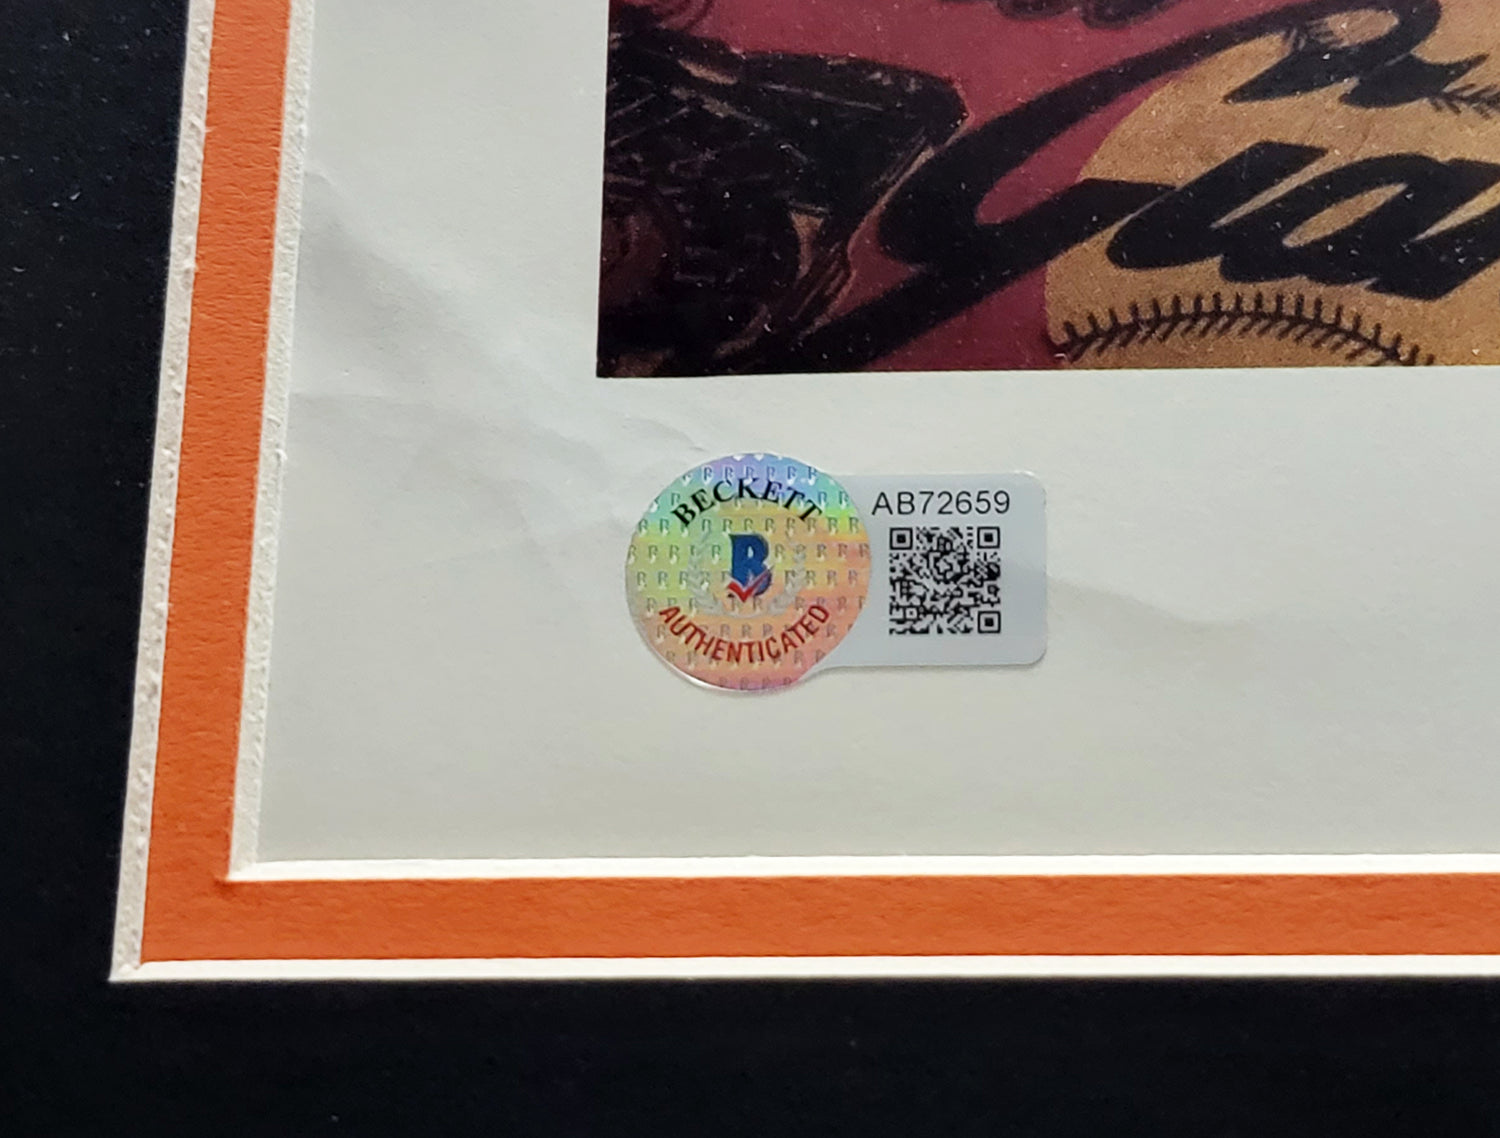 BECKETT
B
AUTHENTICATED
AB72659